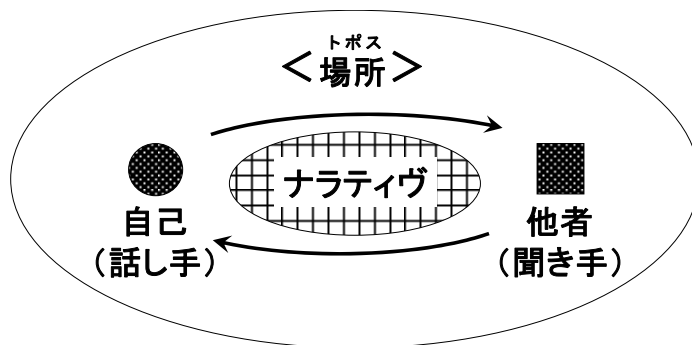 トポス
＜場所＞
ナラティヴ
自己
（話し手）
他者
（聞き手）